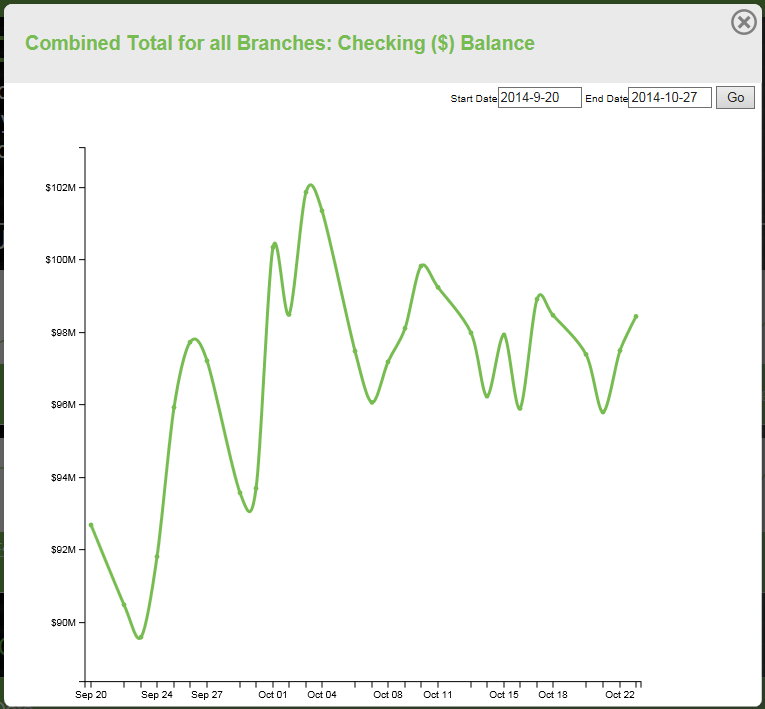 Combined Total for all Branches: Checking ($) Balance
Start Date 2014-9-20 End Date 2014-10-27 Go
$102M
$100M
$98M
$96M
$94M
$92M
$90M
Sep 20 Sep 24 Sep 27 Oct 01 Oct 04 Oct 08 Oct 11 Oct 15 Oct 18 Oct 22